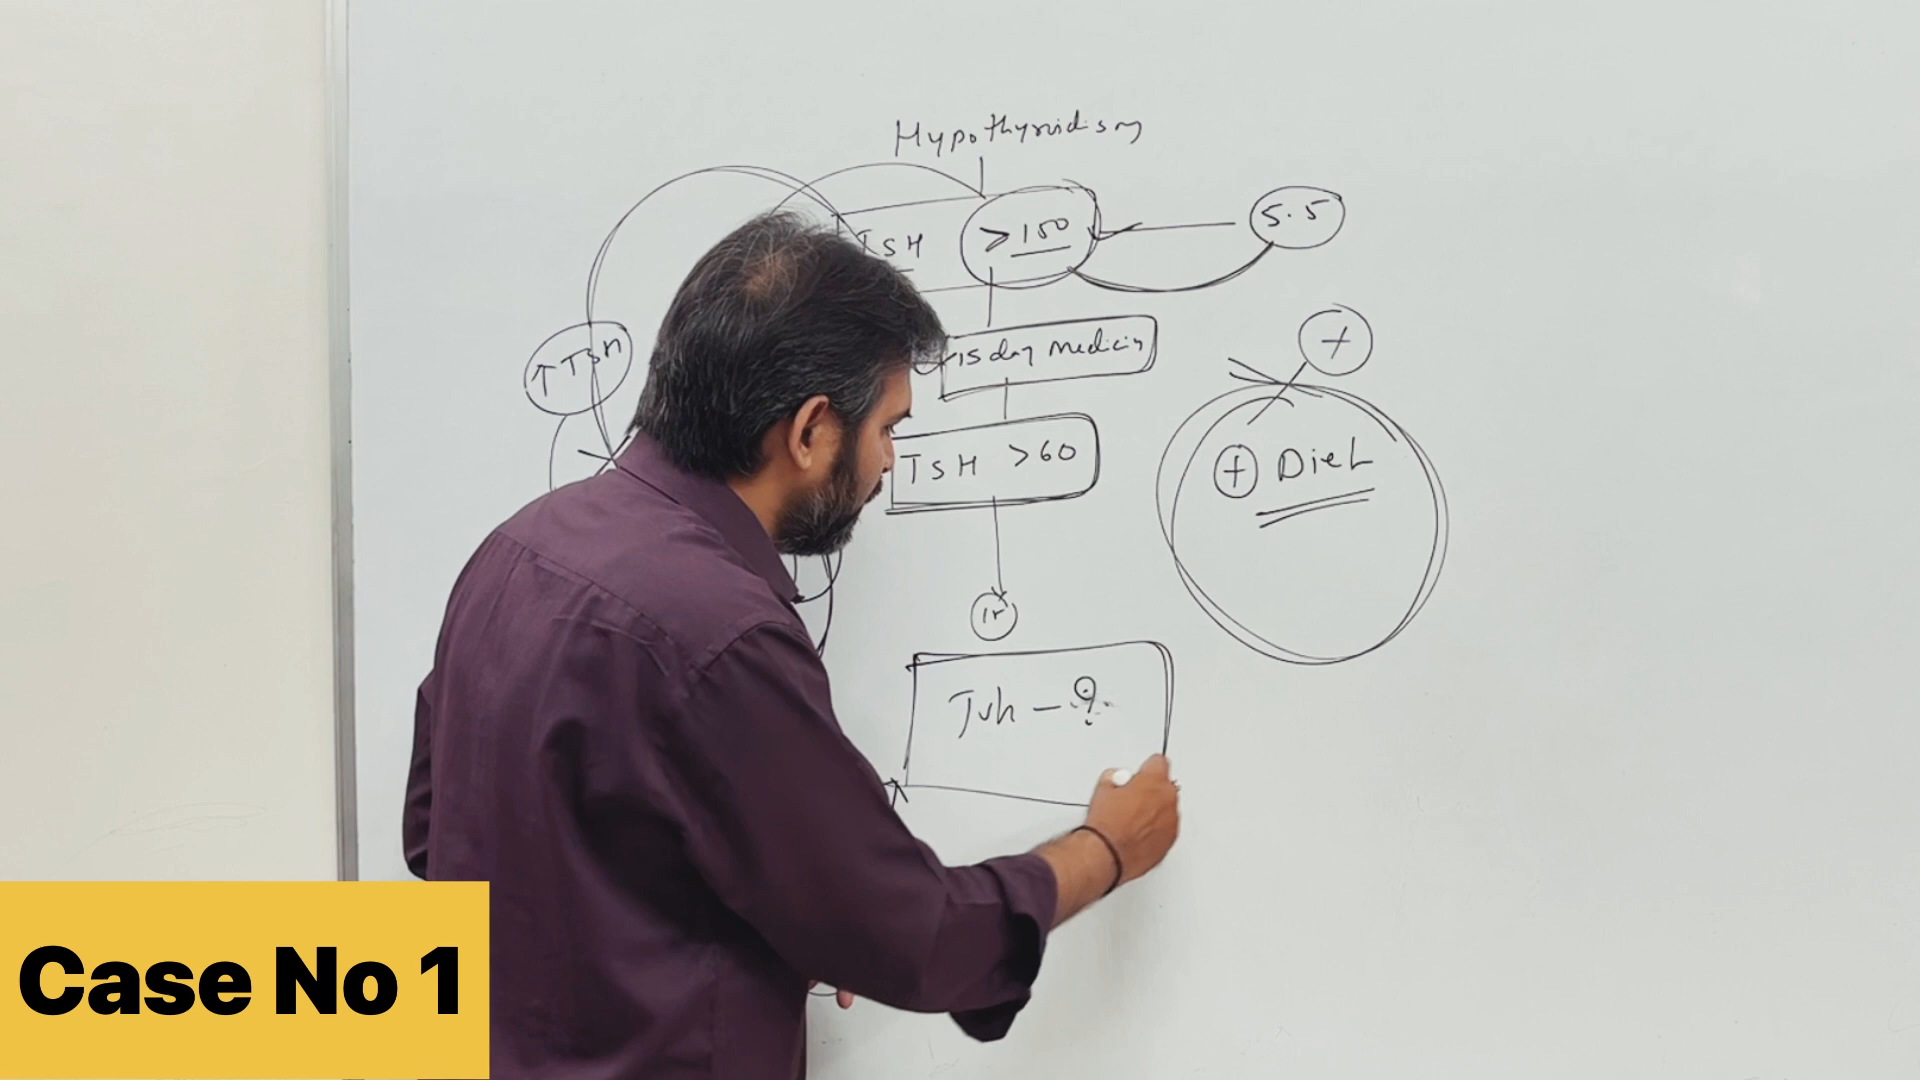 Hypothyroidism
TSH >150
5.5
↑ TSH
15 day Medicin
+
TSH >60
+ Diet
Case No 1